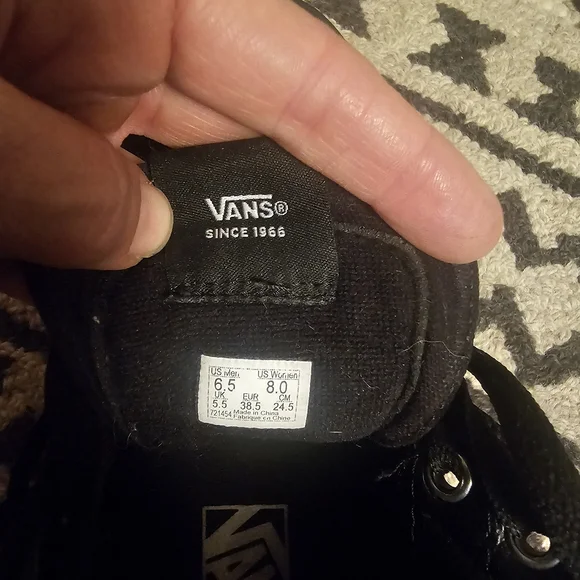 VANS®
SINCE 1966
US Men US Women
6.5 8.0
UK EUR CM
5.5 38.5 24.5
721454 Made in China
Fabriqué en Chine
VANS